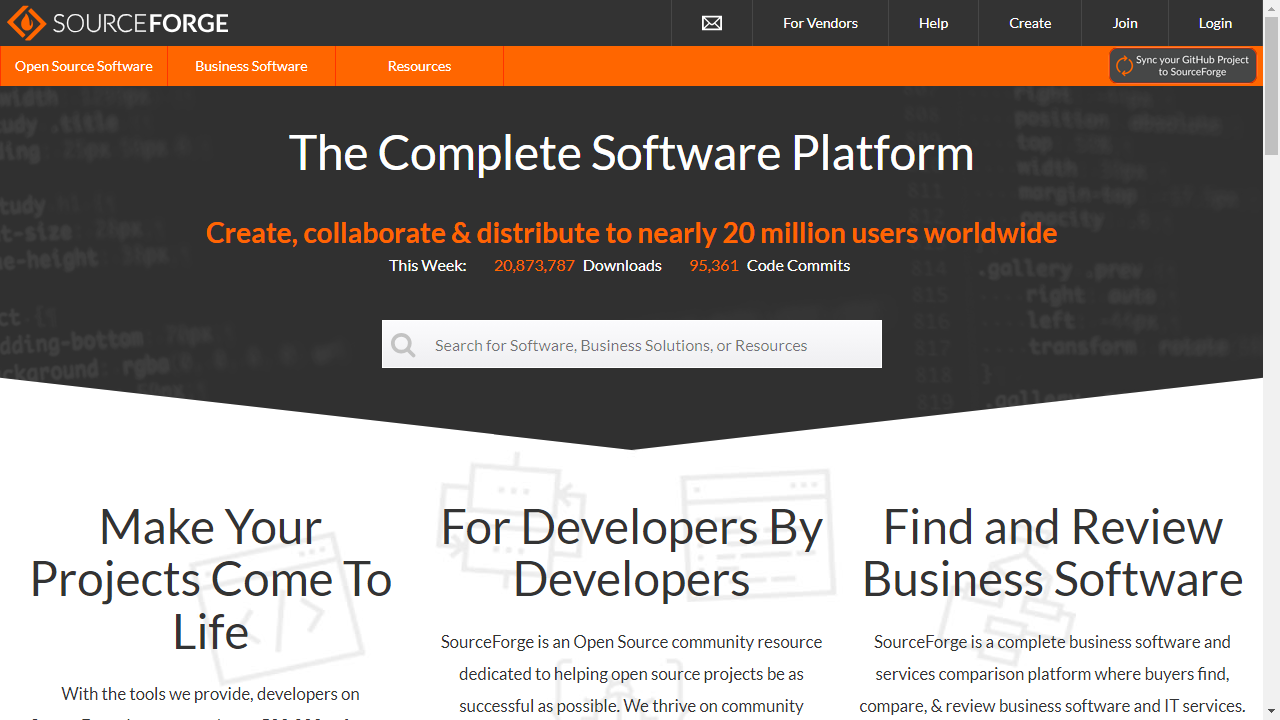 SOURCEFORGE
For Vendors
Help
Create
Join
Login
Open Source Software
Business Software
Resources
Sync your GitHub Project
to SourceForge
The Complete Software Platform
Create, collaborate & distribute to nearly 20 million users worldwide
This Week: 20,873,787 Downloads 95,361 Code Commits
Search for Software, Business Solutions, or Resources
Make Your
Projects Come To
Life
With the tools we provide, developers on
For Developers By
Developers
SourceForge is an Open Source community resource
dedicated to helping open source projects be as
successful as possible. We thrive on community
Find and Review
Business Software
SourceForge is a complete business software and
services comparison platform where buyers find,
compare, & review business software and IT services.